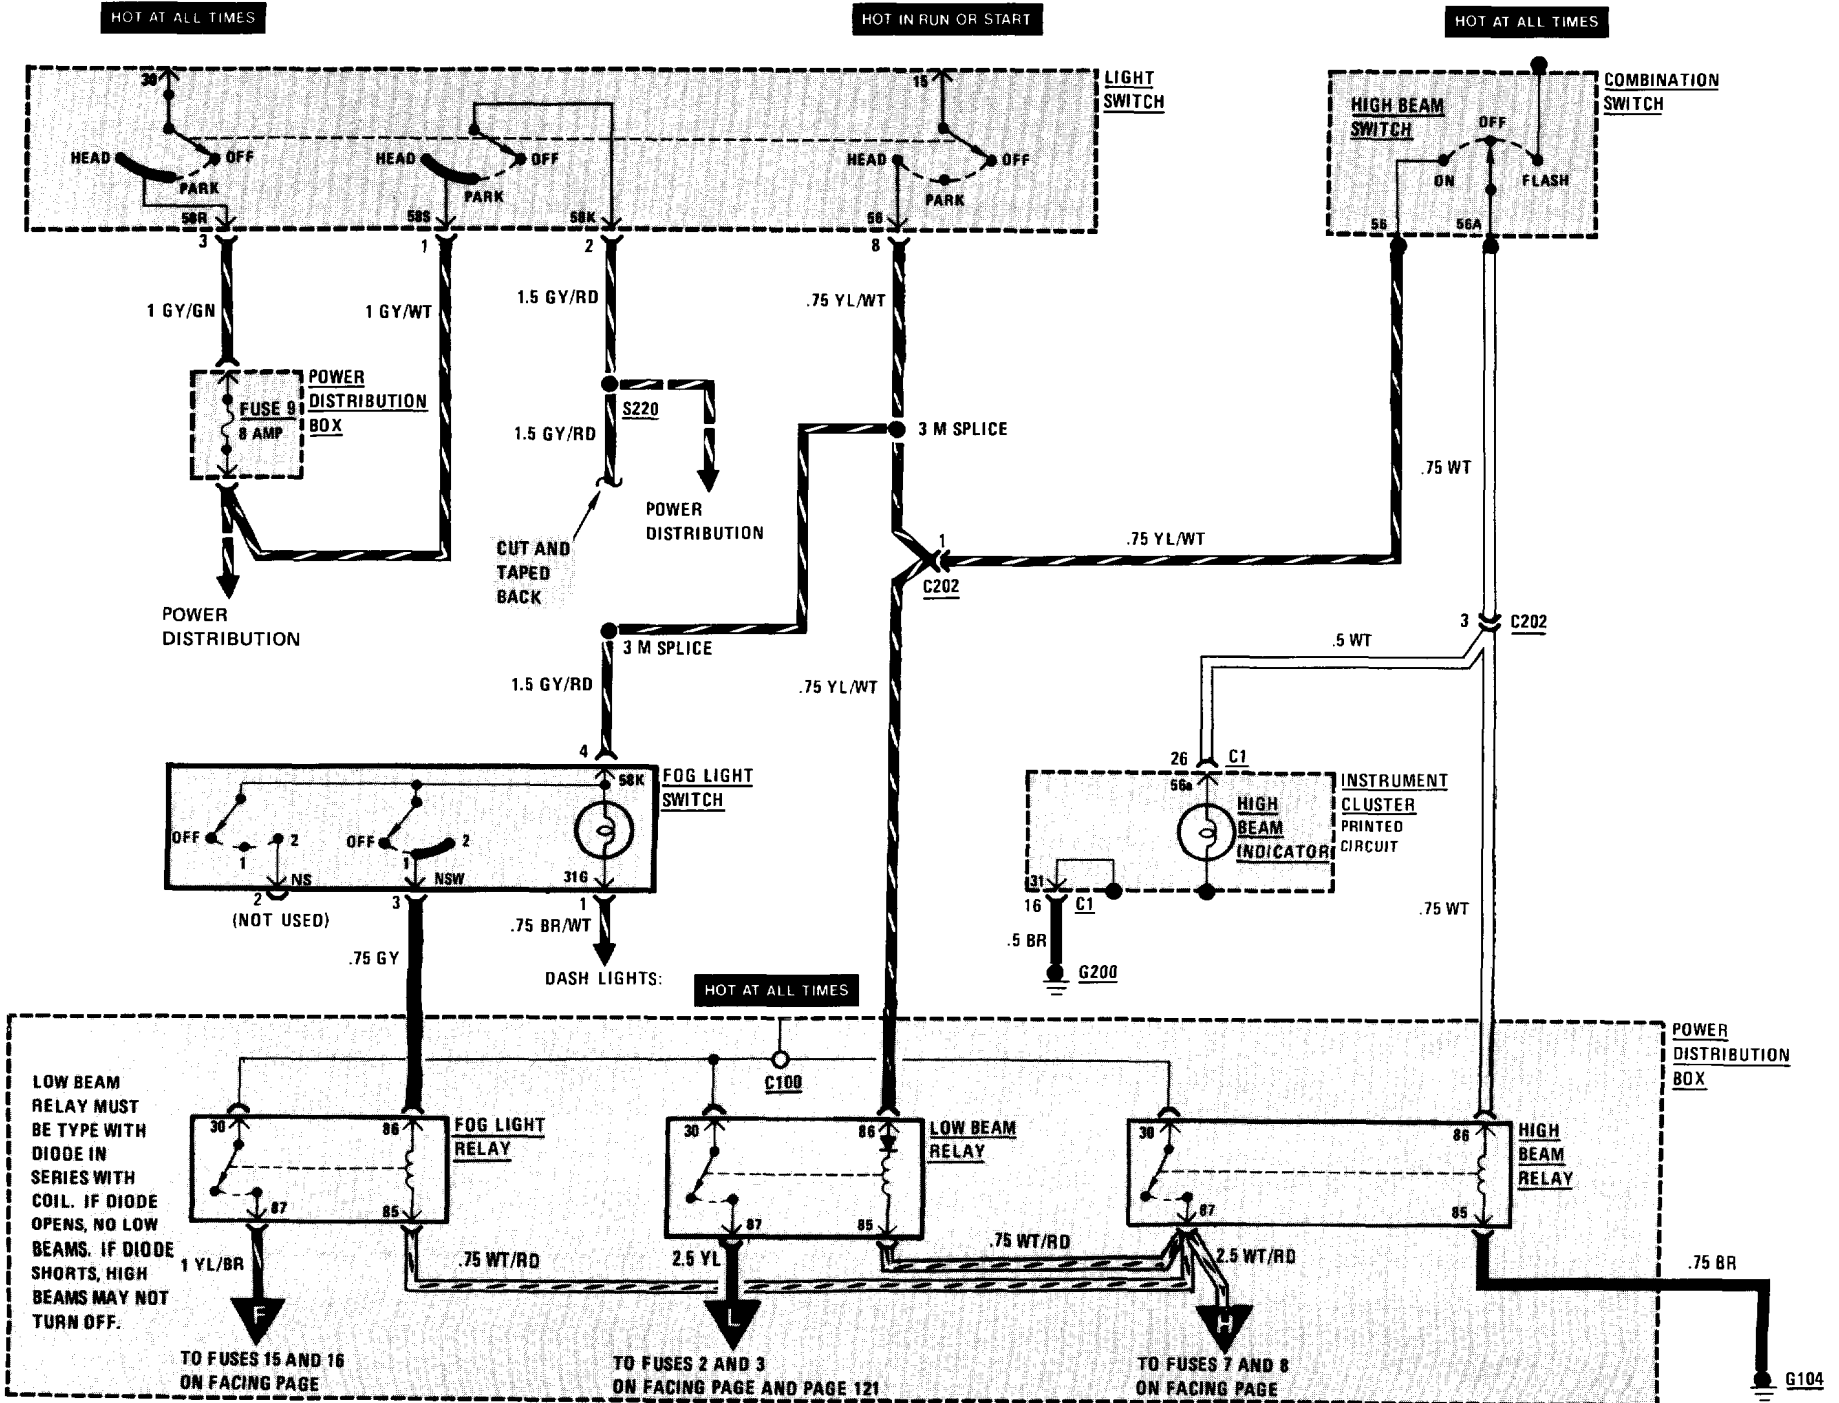 HOT AT ALL TIMES
HOT IN RUN OR START
HOT AT ALL TIMES
30
15
LIGHT
SWITCH
COMBINATION
SWITCH
HIGH BEAM
SWITCH
OFF
ON
FLASH
HEAD
OFF
PARK
HEAD
OFF
PARK
HEAD
OFF
PARK
58R
58S
58K
56
56
56A
3
1
2
8
1 GY/GN
1 GY/WT
1.5 GY/RD
.75 YL/WT
POWER
DISTRIBUTION
BOX
FUSE 9
8 AMP
S220
1.5 GY/RD
3 M SPLICE
.75 WT
POWER
DISTRIBUTION
CUT AND
TAPED
BACK
1
C202
.75 YL/WT
POWER
DISTRIBUTION
3 M SPLICE
3
C202
.5 WT
1.5 GY/RD
.75 YL/WT
4
58K
FOG LIGHT
SWITCH
OFF
1
2
OFF
1
2
NS
NSW
31G
2
(NOT USED)
3
1
.75 BR/WT
.75 GY
DASH LIGHTS:
26
C1
56a
INSTRUMENT
CLUSTER
PRINTED
CIRCUIT
HIGH
BEAM
INDICATOR
31
16
C1
.5 BR
G200
.75 WT
HOT AT ALL TIMES
POWER
DISTRIBUTION
BOX
C100
LOW BEAM
RELAY MUST
BE TYPE WITH
DIODE IN
SERIES WITH
COIL. IF DIODE
OPENS, NO LOW
BEAMS. IF DIODE
SHORTS, HIGH
BEAMS MAY NOT
TURN OFF.
30
86
FOG LIGHT
RELAY
87
85
30
86
LOW BEAM
RELAY
87
85
30
86
HIGH
BEAM
RELAY
87
85
1 YL/BR
.75 WT/RD
2.5 YL
.75 WT/RD
2.5 WT/RD
.75 BR
F
L
H
TO FUSES 15 AND 16
ON FACING PAGE
TO FUSES 2 AND 3
ON FACING PAGE AND PAGE 121
TO FUSES 7 AND 8
ON FACING PAGE
G104